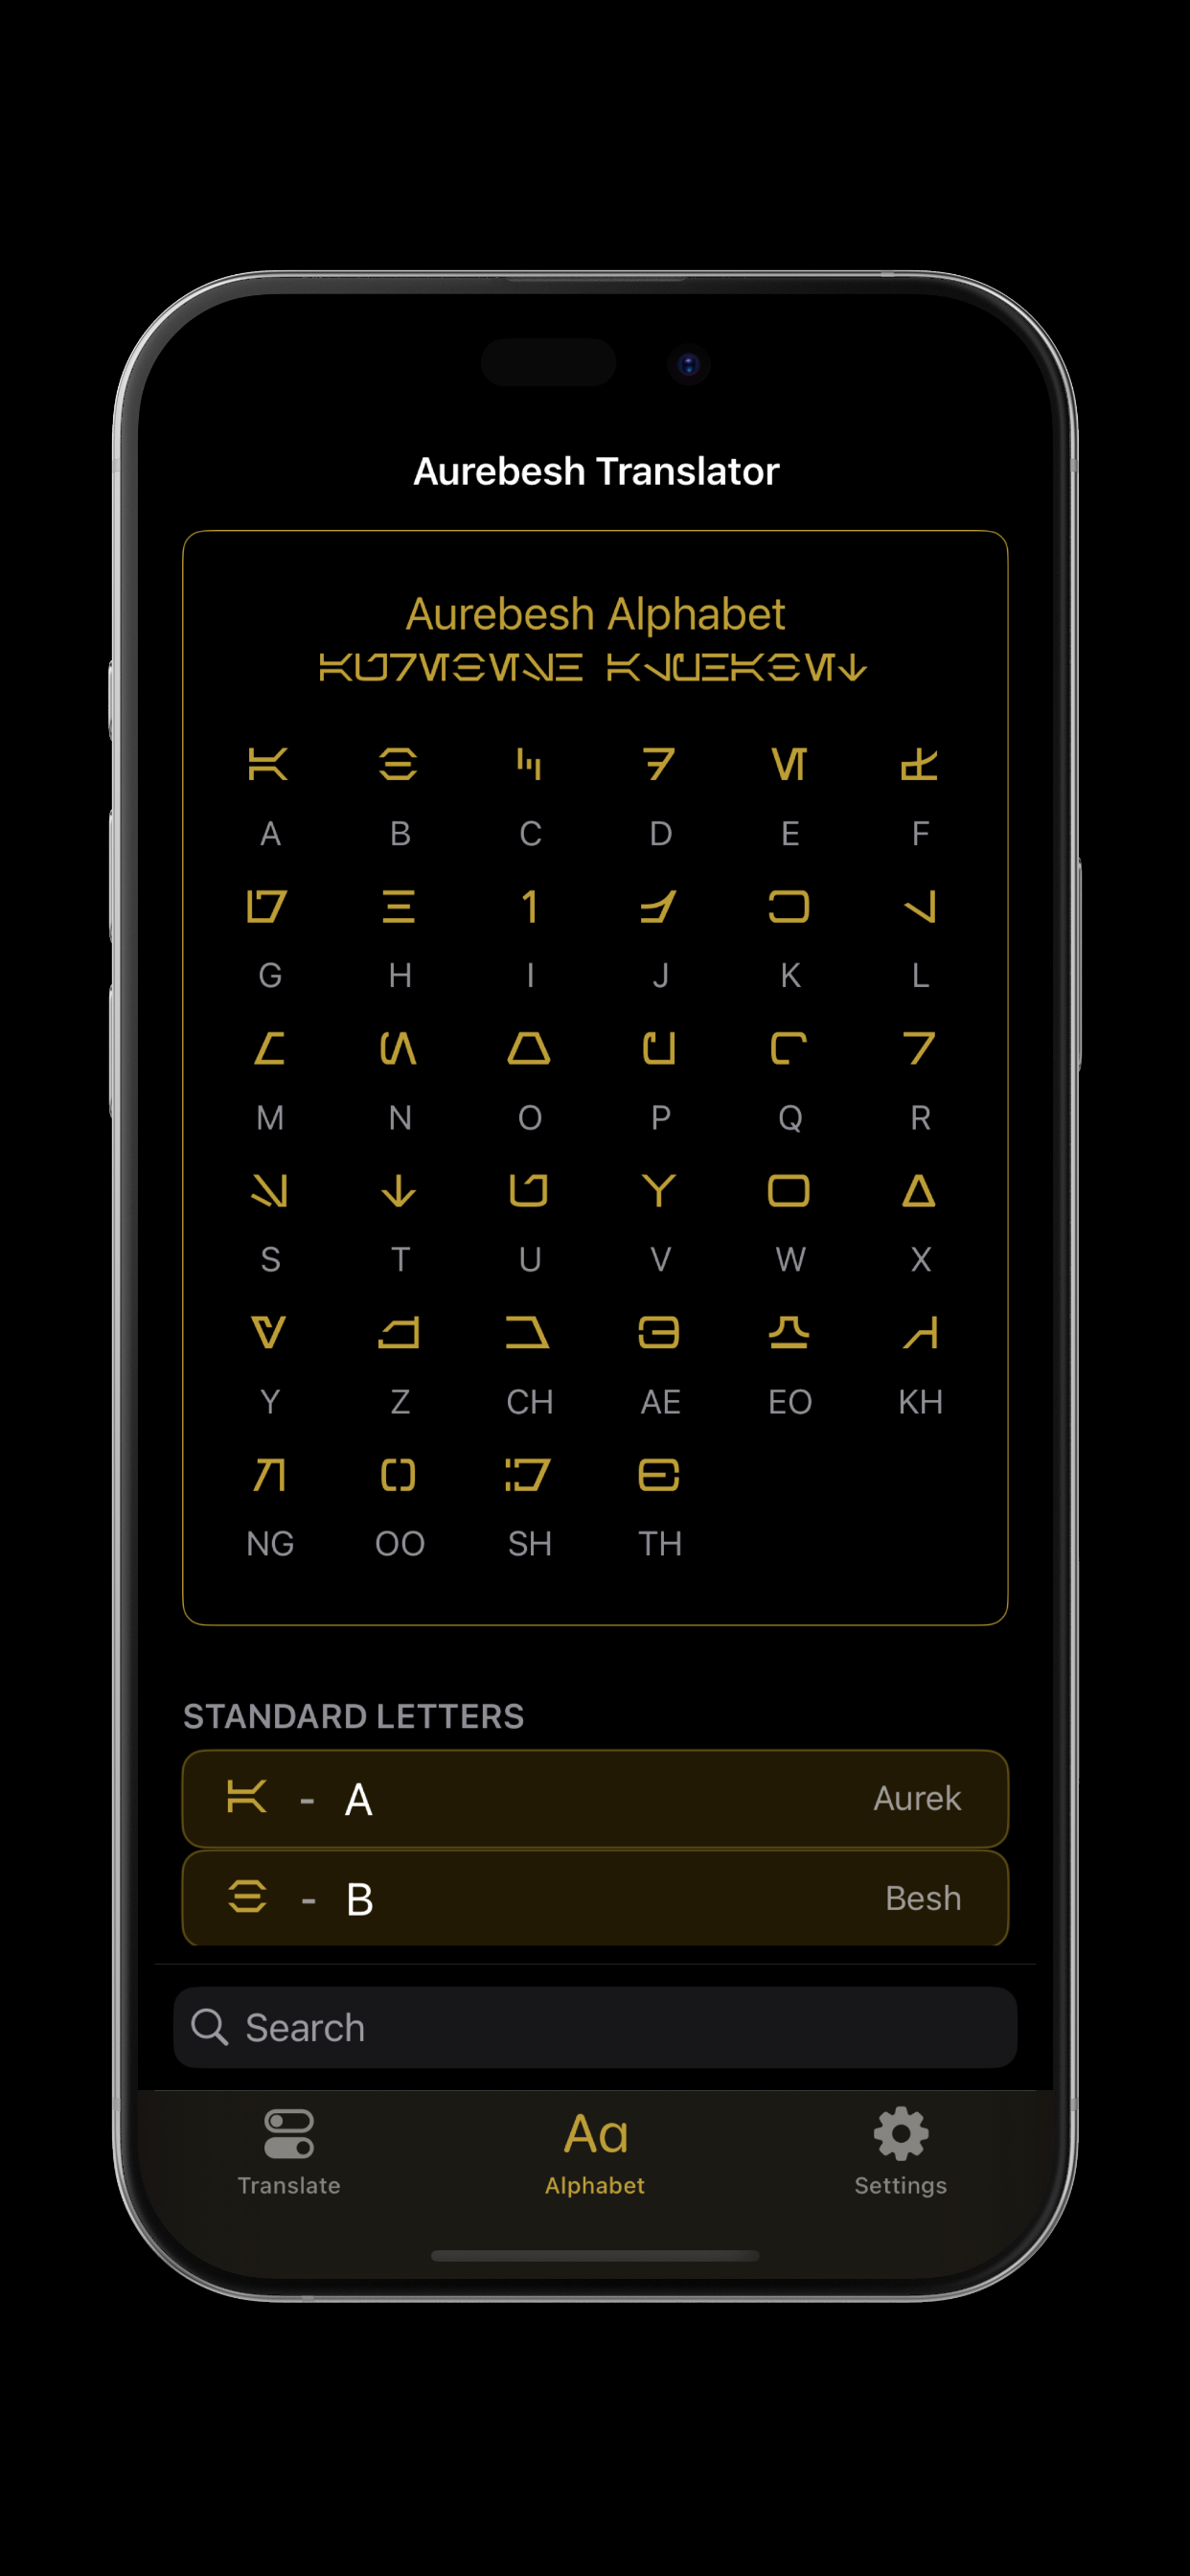 Aurebesh Translator
Aurebesh Alphabet
A B C D E F
G H I J K L
M N O P Q R
S T U V W X
Y Z CH AE EO KH
NG OO SH TH
STANDARD LETTERS
- A Aurek
- B Besh
Search
Aa
Translate Alphabet Settings